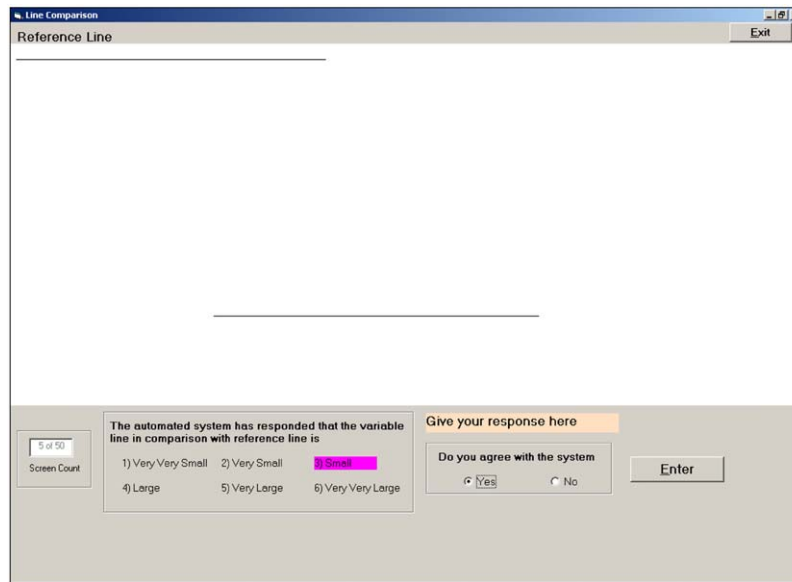 Line Comparison
Reference Line
Exit
The automated system has responded that the variable
line in comparison with reference line is
1) Very Very Small 2) Very Small 3) Small
4) Large 5) Very Large 6) Very Very Large
5 of 50
Screen Count
Give your response here
Do you agree with the system
Yes No
Enter